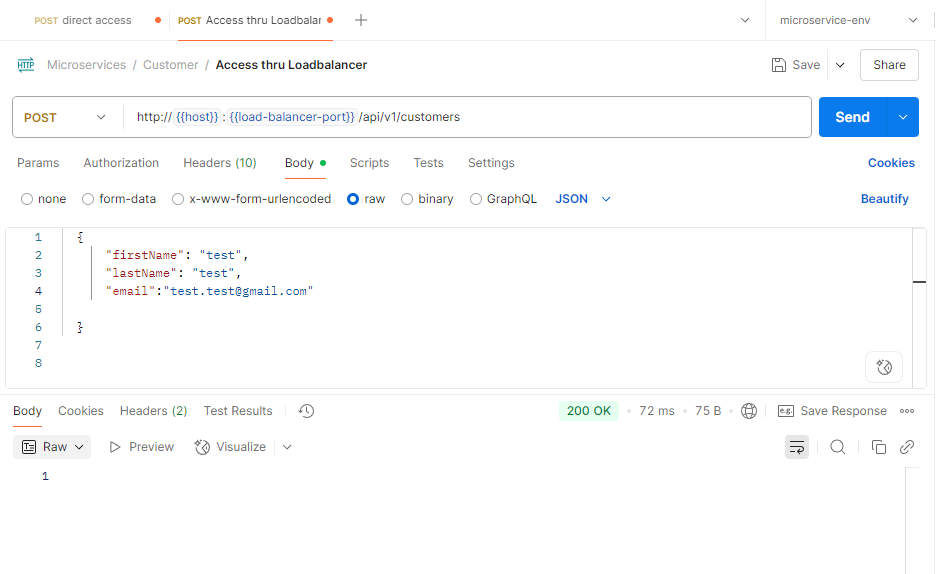 POST direct access POST Access thru Loadbalar
microservice-env
HTTP Microservices / Customer / Access thru Loadbalancer Save Share
POST http:// {{host}} : {{load-balancer-port}} /api/v1/customers Send
Params Authorization Headers (10) Body Scripts Tests Settings Cookies
none form-data x-www-form-urlencoded raw binary GraphQL JSON Beautify
1 {
2 "firstName": "test",
3 "lastName": "test",
4 "email":"test.test@gmail.com"
5
6 }
7
8
Body Cookies Headers (2) Test Results 200 OK • 72 ms • 75 B • e.g. Save Response
Raw Preview Visualize
1